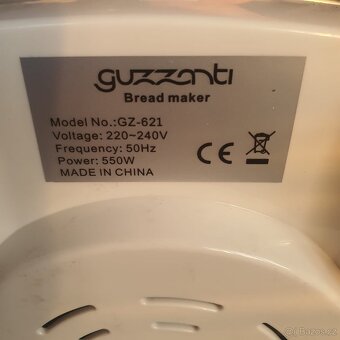 guzzanti
Bread maker
Model No.:GZ-621
Voltage: 220~240V
Frequency: 50Hz
Power: 550W
MADE IN CHINA
CE